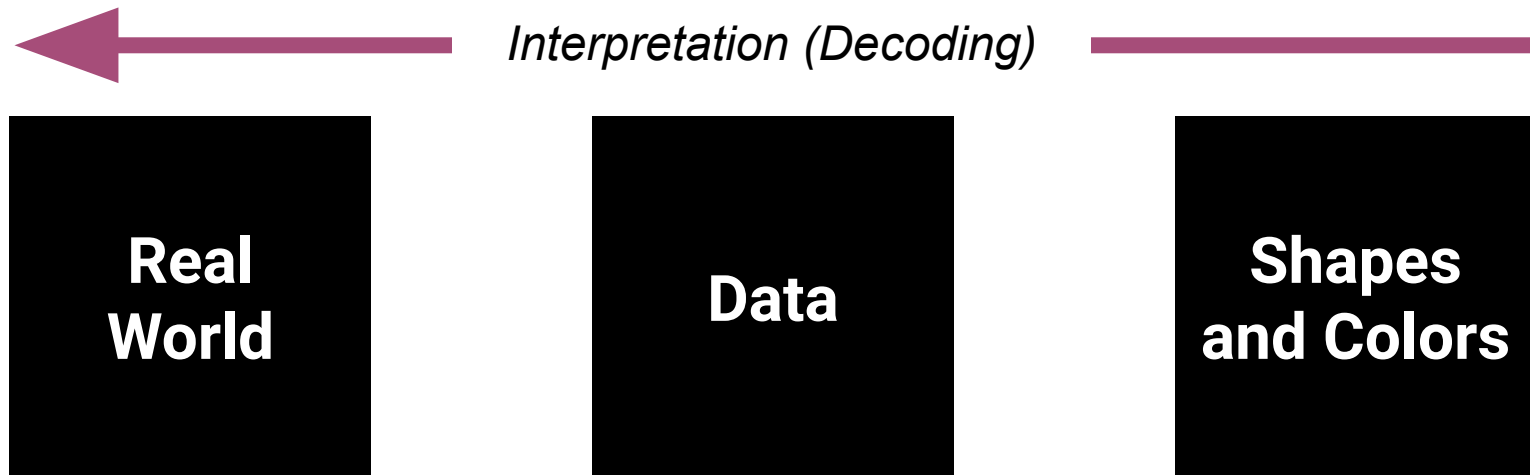 Interpretation (Decoding)
Real
World
Data
Shapes
and Colors